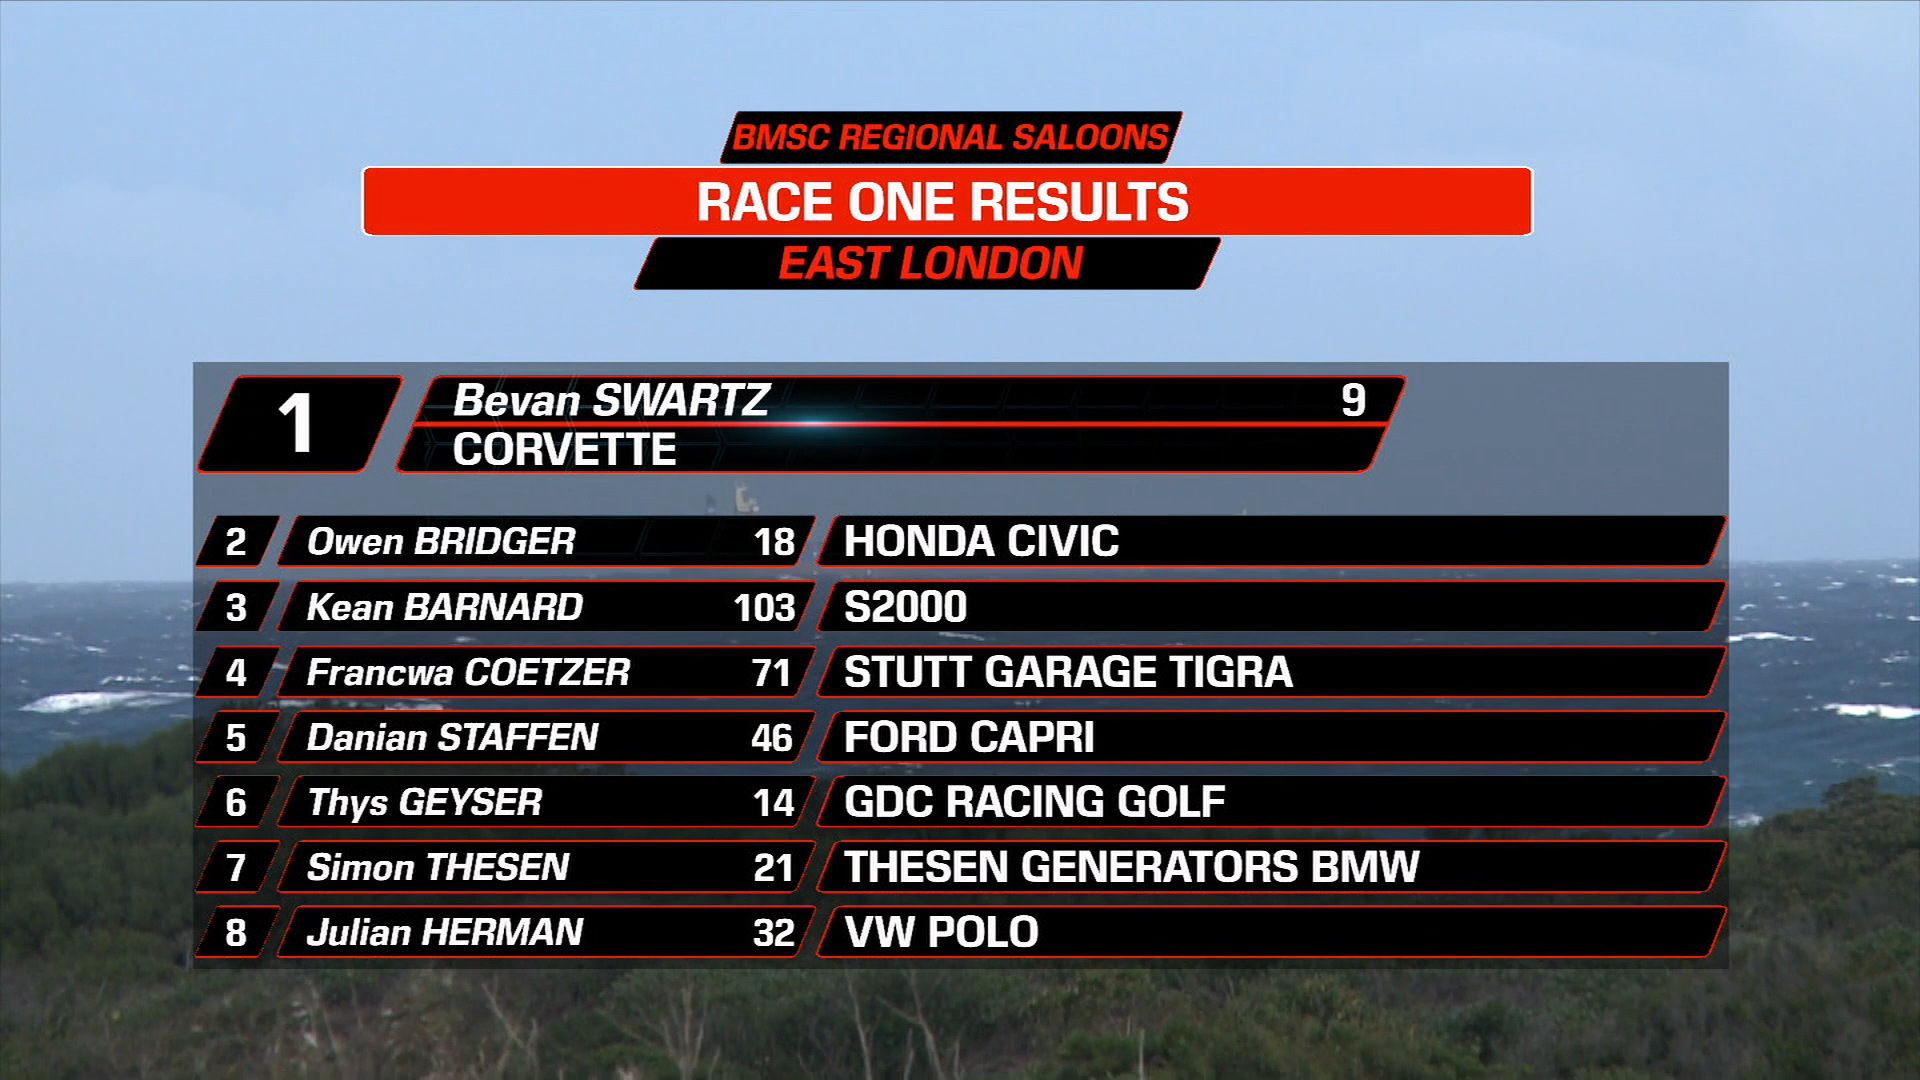 BMSC REGIONAL SALOONS
RACE ONE RESULTS
EAST LONDON
1 Bevan SWARTZ 9
CORVETTE
2 Owen BRIDGER 18 HONDA CIVIC
3 Kean BARNARD 103 S2000
4 Francwa COETZER 71 STUTT GARAGE TIGRA
5 Danian STAFFEN 46 FORD CAPRI
6 Thys GEYSER 14 GDC RACING GOLF
7 Simon THESEN 21 THESEN GENERATORS BMW
8 Julian HERMAN 32 VW POLO